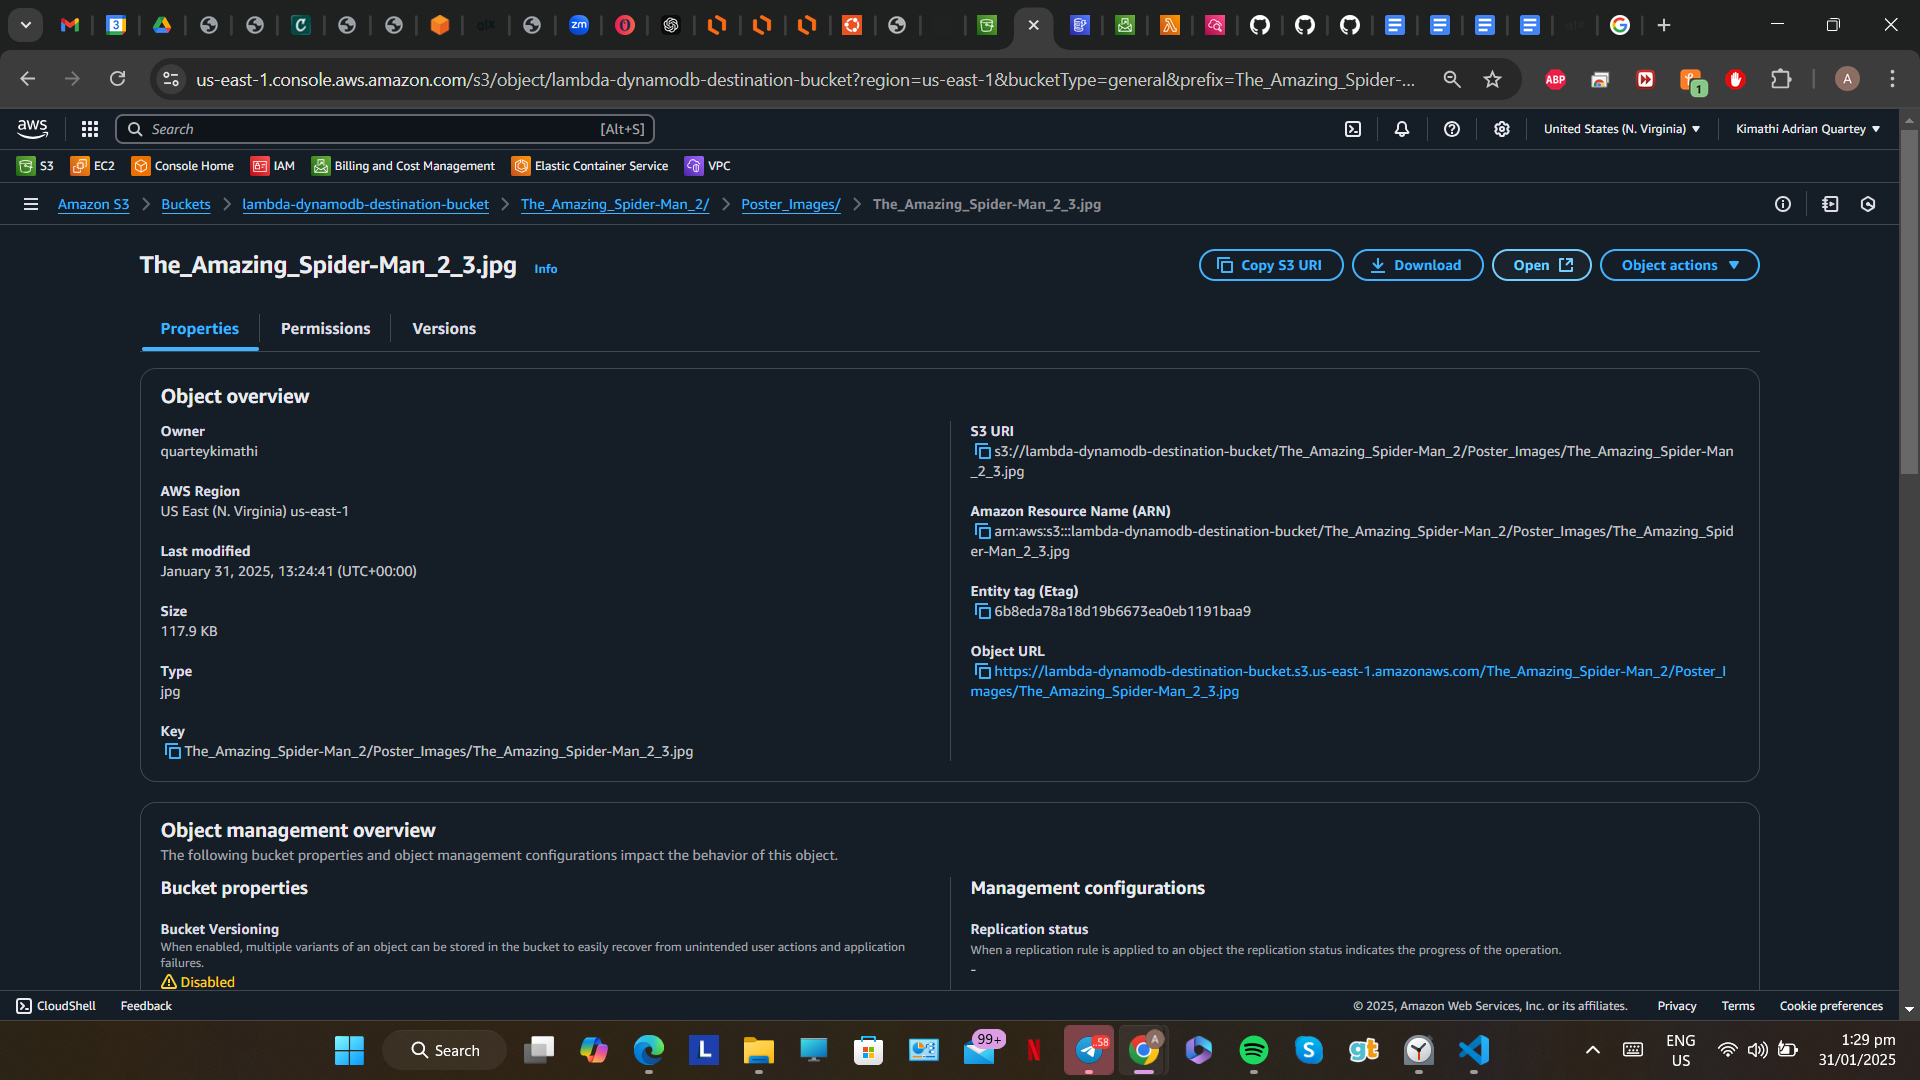 us-east-1.console.aws.amazon.com/s3/object/lambda-dynamodb-destination-bucket?region=us-east-1&bucketType=general&prefix=The_Amazing_Spider-...
ABP
1
A
aws
Search
[Alt+S]
United States (N. Virginia)
Kimathi Adrian Quartey
S3
EC2
Console Home
IAM
Billing and Cost Management
Elastic Container Service
VPC
Amazon S3
Buckets
lambda-dynamodb-destination-bucket
The_Amazing_Spider-Man_2/
Poster_Images/
The_Amazing_Spider-Man_2_3.jpg
The_Amazing_Spider-Man_2_3.jpg
Info
Copy S3 URI
Download
Open
Object actions
Properties
Permissions
Versions
Object overview
Owner
quarteykimathi
AWS Region
US East (N. Virginia) us-east-1
Last modified
January 31, 2025, 13:24:41 (UTC+00:00)
Size
117.9 KB
Type
jpg
Key
The_Amazing_Spider-Man_2/Poster_Images/The_Amazing_Spider-Man_2_3.jpg
S3 URI
s3://lambda-dynamodb-destination-bucket/The_Amazing_Spider-Man_2/Poster_Images/The_Amazing_Spider-Man
_2_3.jpg
Amazon Resource Name (ARN)
arn:aws:s3:::lambda-dynamodb-destination-bucket/The_Amazing_Spider-Man_2/Poster_Images/The_Amazing_Spid
er-Man_2_3.jpg
Entity tag (Etag)
6b8eda78a18d19b6673ea0eb1191baa9
Object URL
https://lambda-dynamodb-destination-bucket.s3.us-east-1.amazonaws.com/The_Amazing_Spider-Man_2/Poster_I
mages/The_Amazing_Spider-Man_2_3.jpg
Object management overview
The following bucket properties and object management configurations impact the behavior of this object.
Bucket properties
Bucket Versioning
When enabled, multiple variants of an object can be stored in the bucket to easily recover from unintended user actions and application
failures.
Disabled
Management configurations
Replication status
When a replication rule is applied to an object the replication status indicates the progress of the operation.
-
CloudShell
Feedback
© 2025, Amazon Web Services, Inc. or its affiliates.
Privacy
Terms
Cookie preferences
Search
L
99+
N
..58
A
gt
ENG
US
1:29 pm
31/01/2025